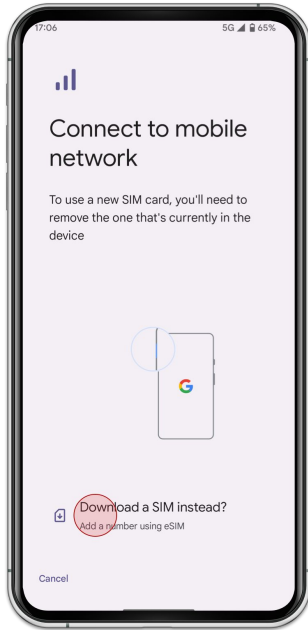 17:06
5G 65%
Connect to mobile
network
To use a new SIM card, you'll need to
remove the one that's currently in the
device
G
Download a SIM instead?
Add a number using eSIM
Cancel